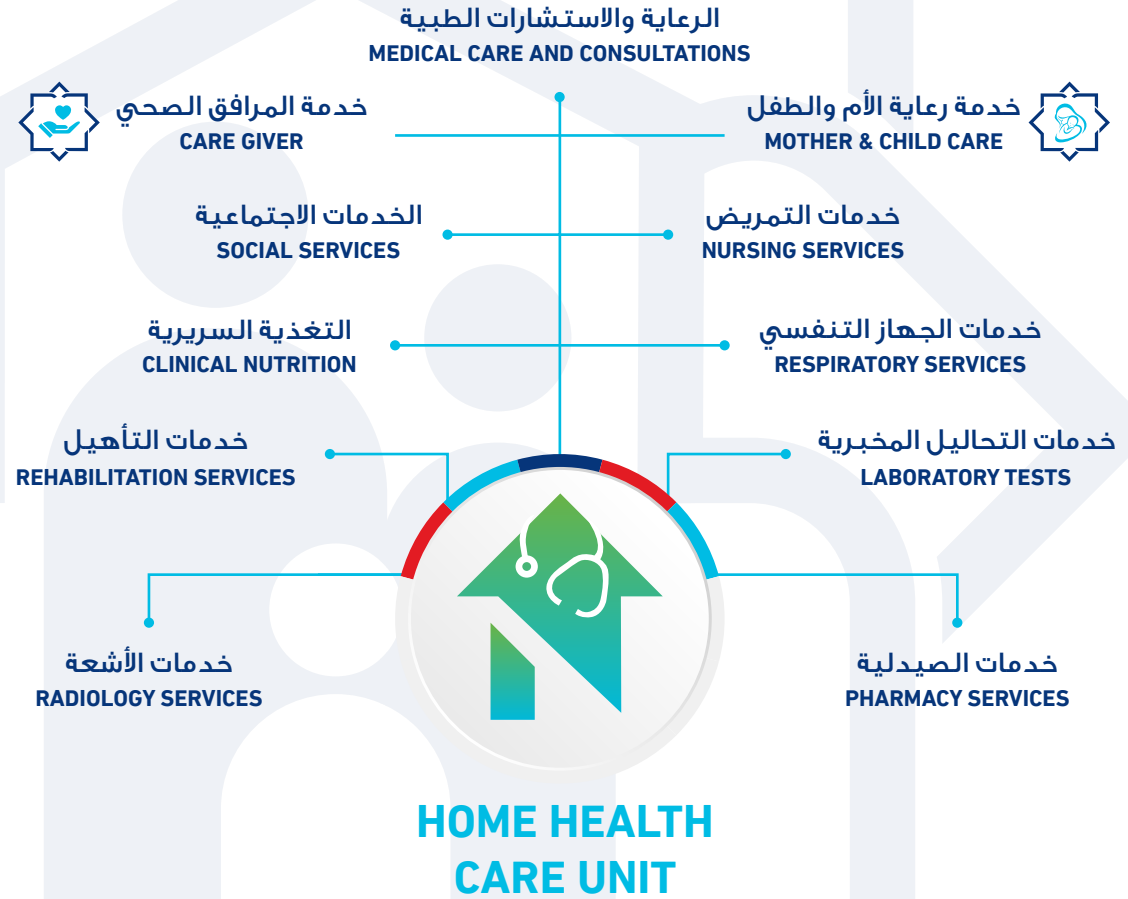 الرعاية والاستشارات الطبية
MEDICAL CARE AND CONSULTATIONS
خدمة المرافق الصحي
CARE GIVER
خدمة رعاية الأم والطفل
MOTHER & CHILD CARE
الخدمات الاجتماعية
SOCIAL SERVICES
خدمات التمريض
NURSING SERVICES
التغذية السريرية
CLINICAL NUTRITION
خدمات الجهاز التنفسي
RESPIRATORY SERVICES
خدمات التأهيل
REHABILITATION SERVICES
خدمات التحاليل المخبرية
LABORATORY TESTS
خدمات الأشعة
RADIOLOGY SERVICES
خدمات الصيدلية
PHARMACY SERVICES
HOME HEALTH
CARE UNIT